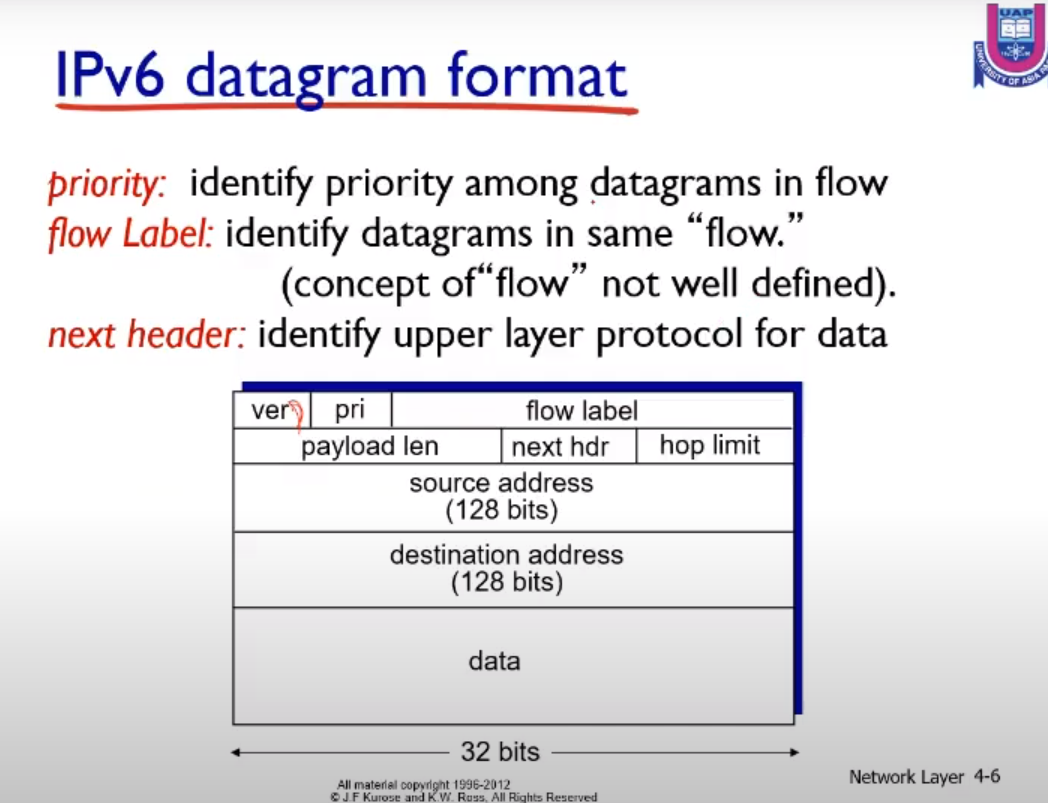 IPv6 datagram format
UAP
UNIVERSITY OF ASIA PA
priority: identify priority among datagrams in flow
flow Label: identify datagrams in same “flow.”
(concept of“flow” not well defined).
next header: identify upper layer protocol for data
ver pri flow label
payload len next hdr hop limit
source address
(128 bits)
destination address
(128 bits)
data
32 bits
All material copyright 1996-2012
© J.F Kurose and K.W. Ross, All Rights Reserved
Network Layer 4-6